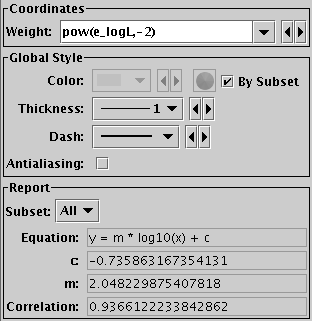 Coordinates
Weight: pow(e_logL,-2)
Global Style
Color: By Subset
Thickness: 1
Dash:
Antialiasing:
Report
Subset: All
Equation: y = m * log10(x) + c
c: -0.735863167354131
m: 2.048229875407818
Correlation: 0.9366122233842862